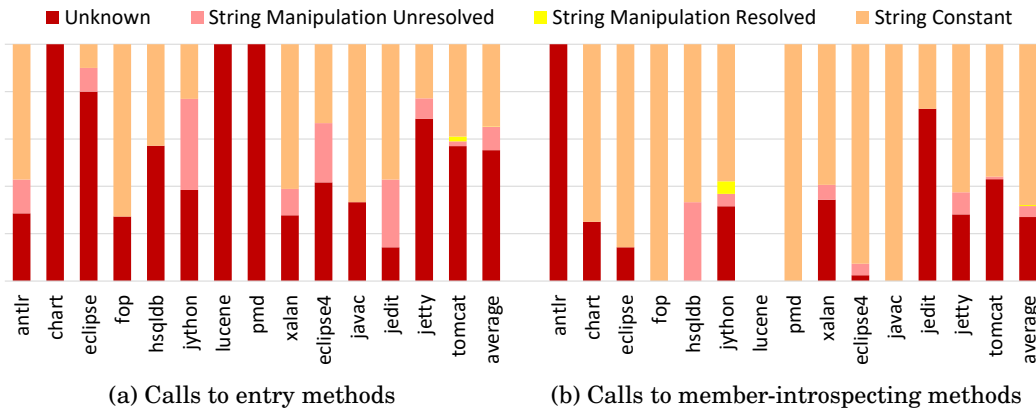 Unknown String Manipulation Unresolved String Manipulation Resolved String Constant
antlr chart eclipse fop hsqldb jython lucene pmd xalan eclipse4 javac jedit jetty tomcat average
antlr chart eclipse fop hsqldb jython lucene pmd xalan eclipse4 javac jedit jetty tomcat average
(a) Calls to entry methods
(b) Calls to member-introspecting methods